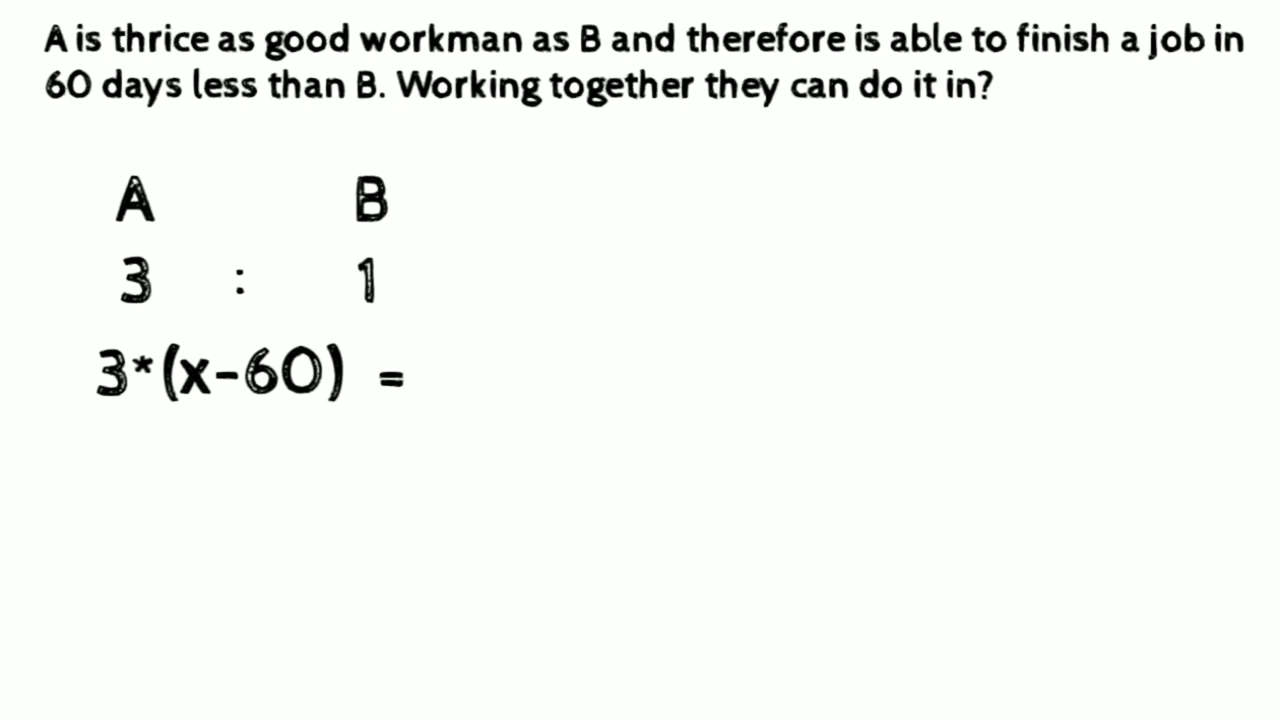 A is thrice as good workman as B and therefore is able to finish a job in
60 days less than B. Working together they can do it in?
A B
3 : 1
3*(x-60) =